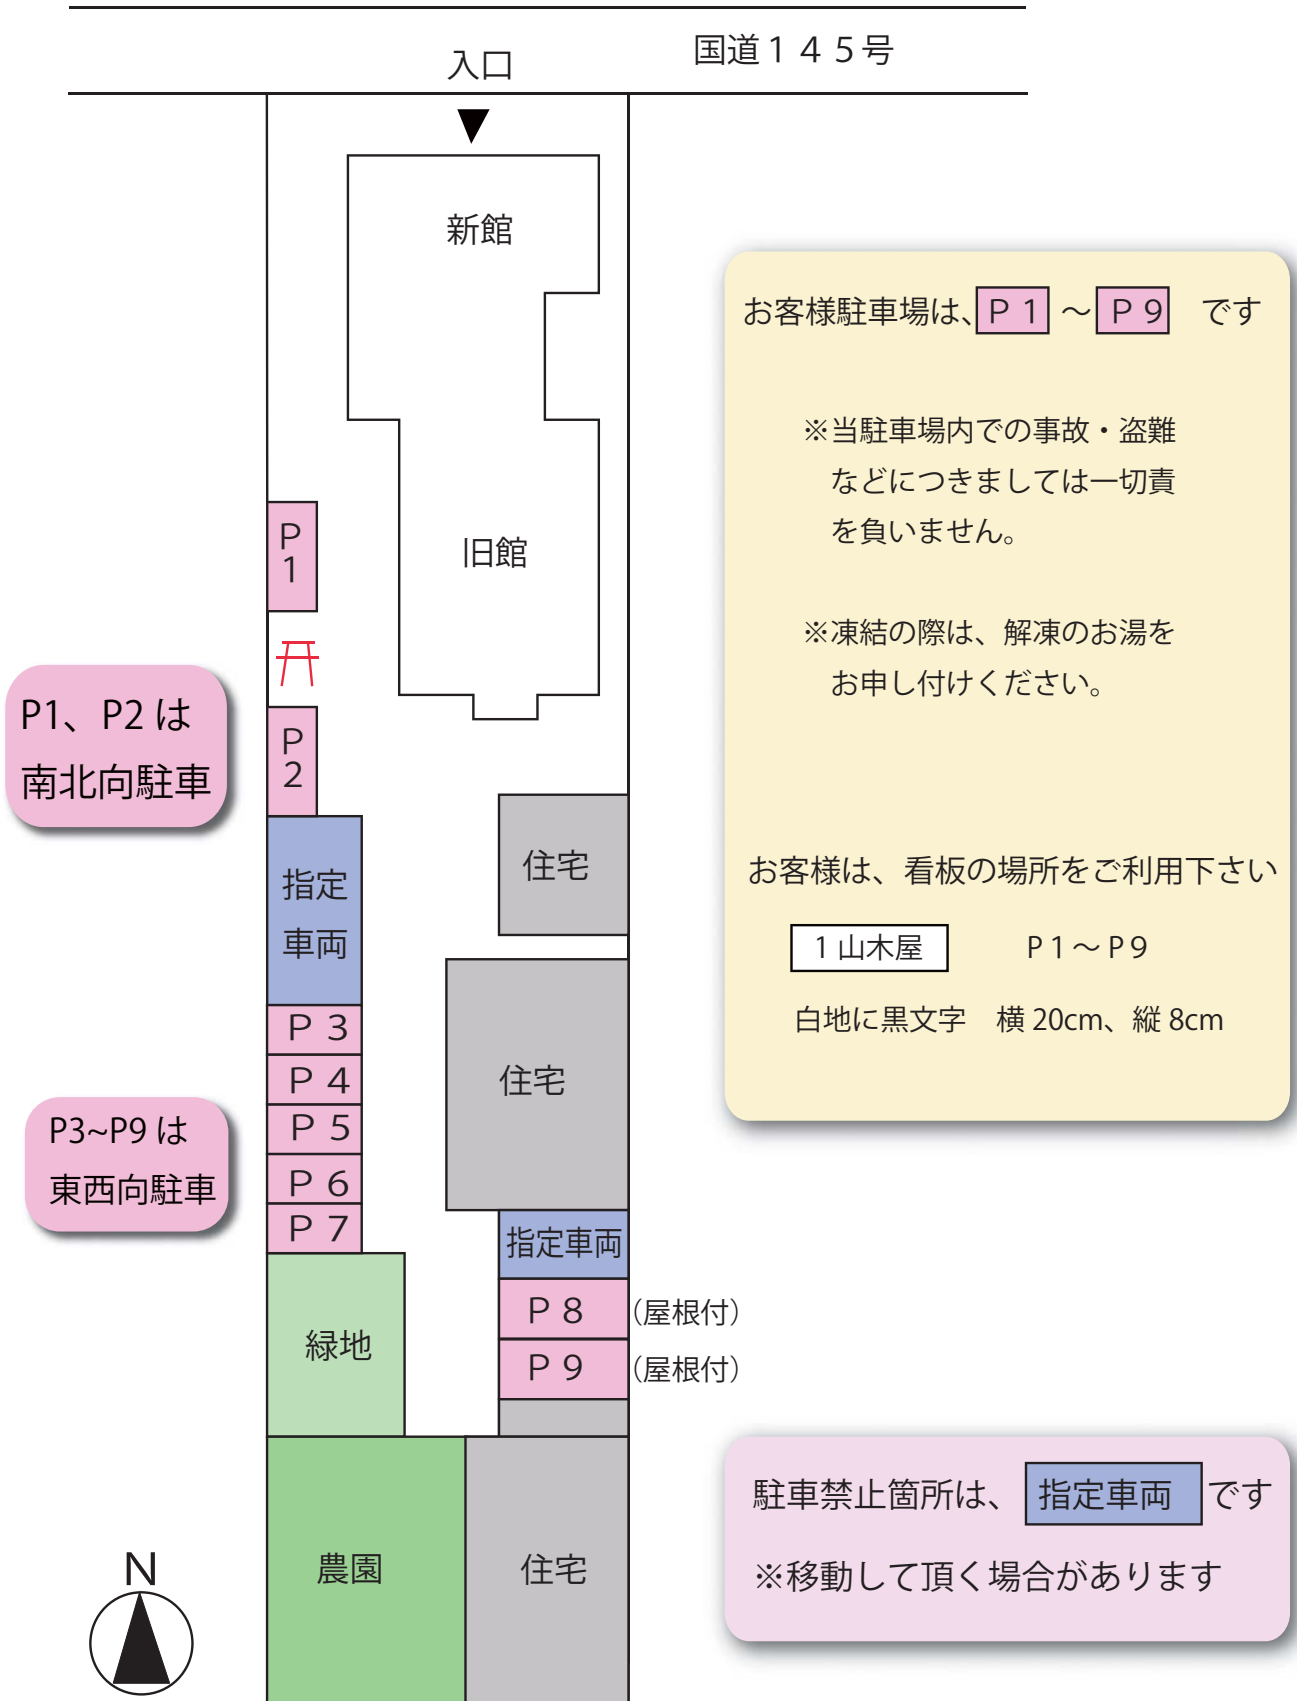 国道１４５号
入口
新館
旧館
P
1
P1、P2 は
南北向駐車
P
2
指定
車両
P 3
P 4
P 5
P 6
P 7
P3~P9 は
東西向駐車
緑地
農園
住宅
住宅
指定車両
P 8
（屋根付）
P 9
（屋根付）
住宅
N
お客様駐車場は、P 1 ～ P 9 です
※当駐車場内での事故・盗難
などにつきましては一切責
を負いません。
※凍結の際は、解凍のお湯を
お申し付けください。
お客様は、看板の場所をご利用下さい
1 山木屋 P 1 ～ P 9
白地に黒文字 横 20cm、縦 8cm
駐車禁止箇所は、 指定車両 です
※移動して頂く場合があります